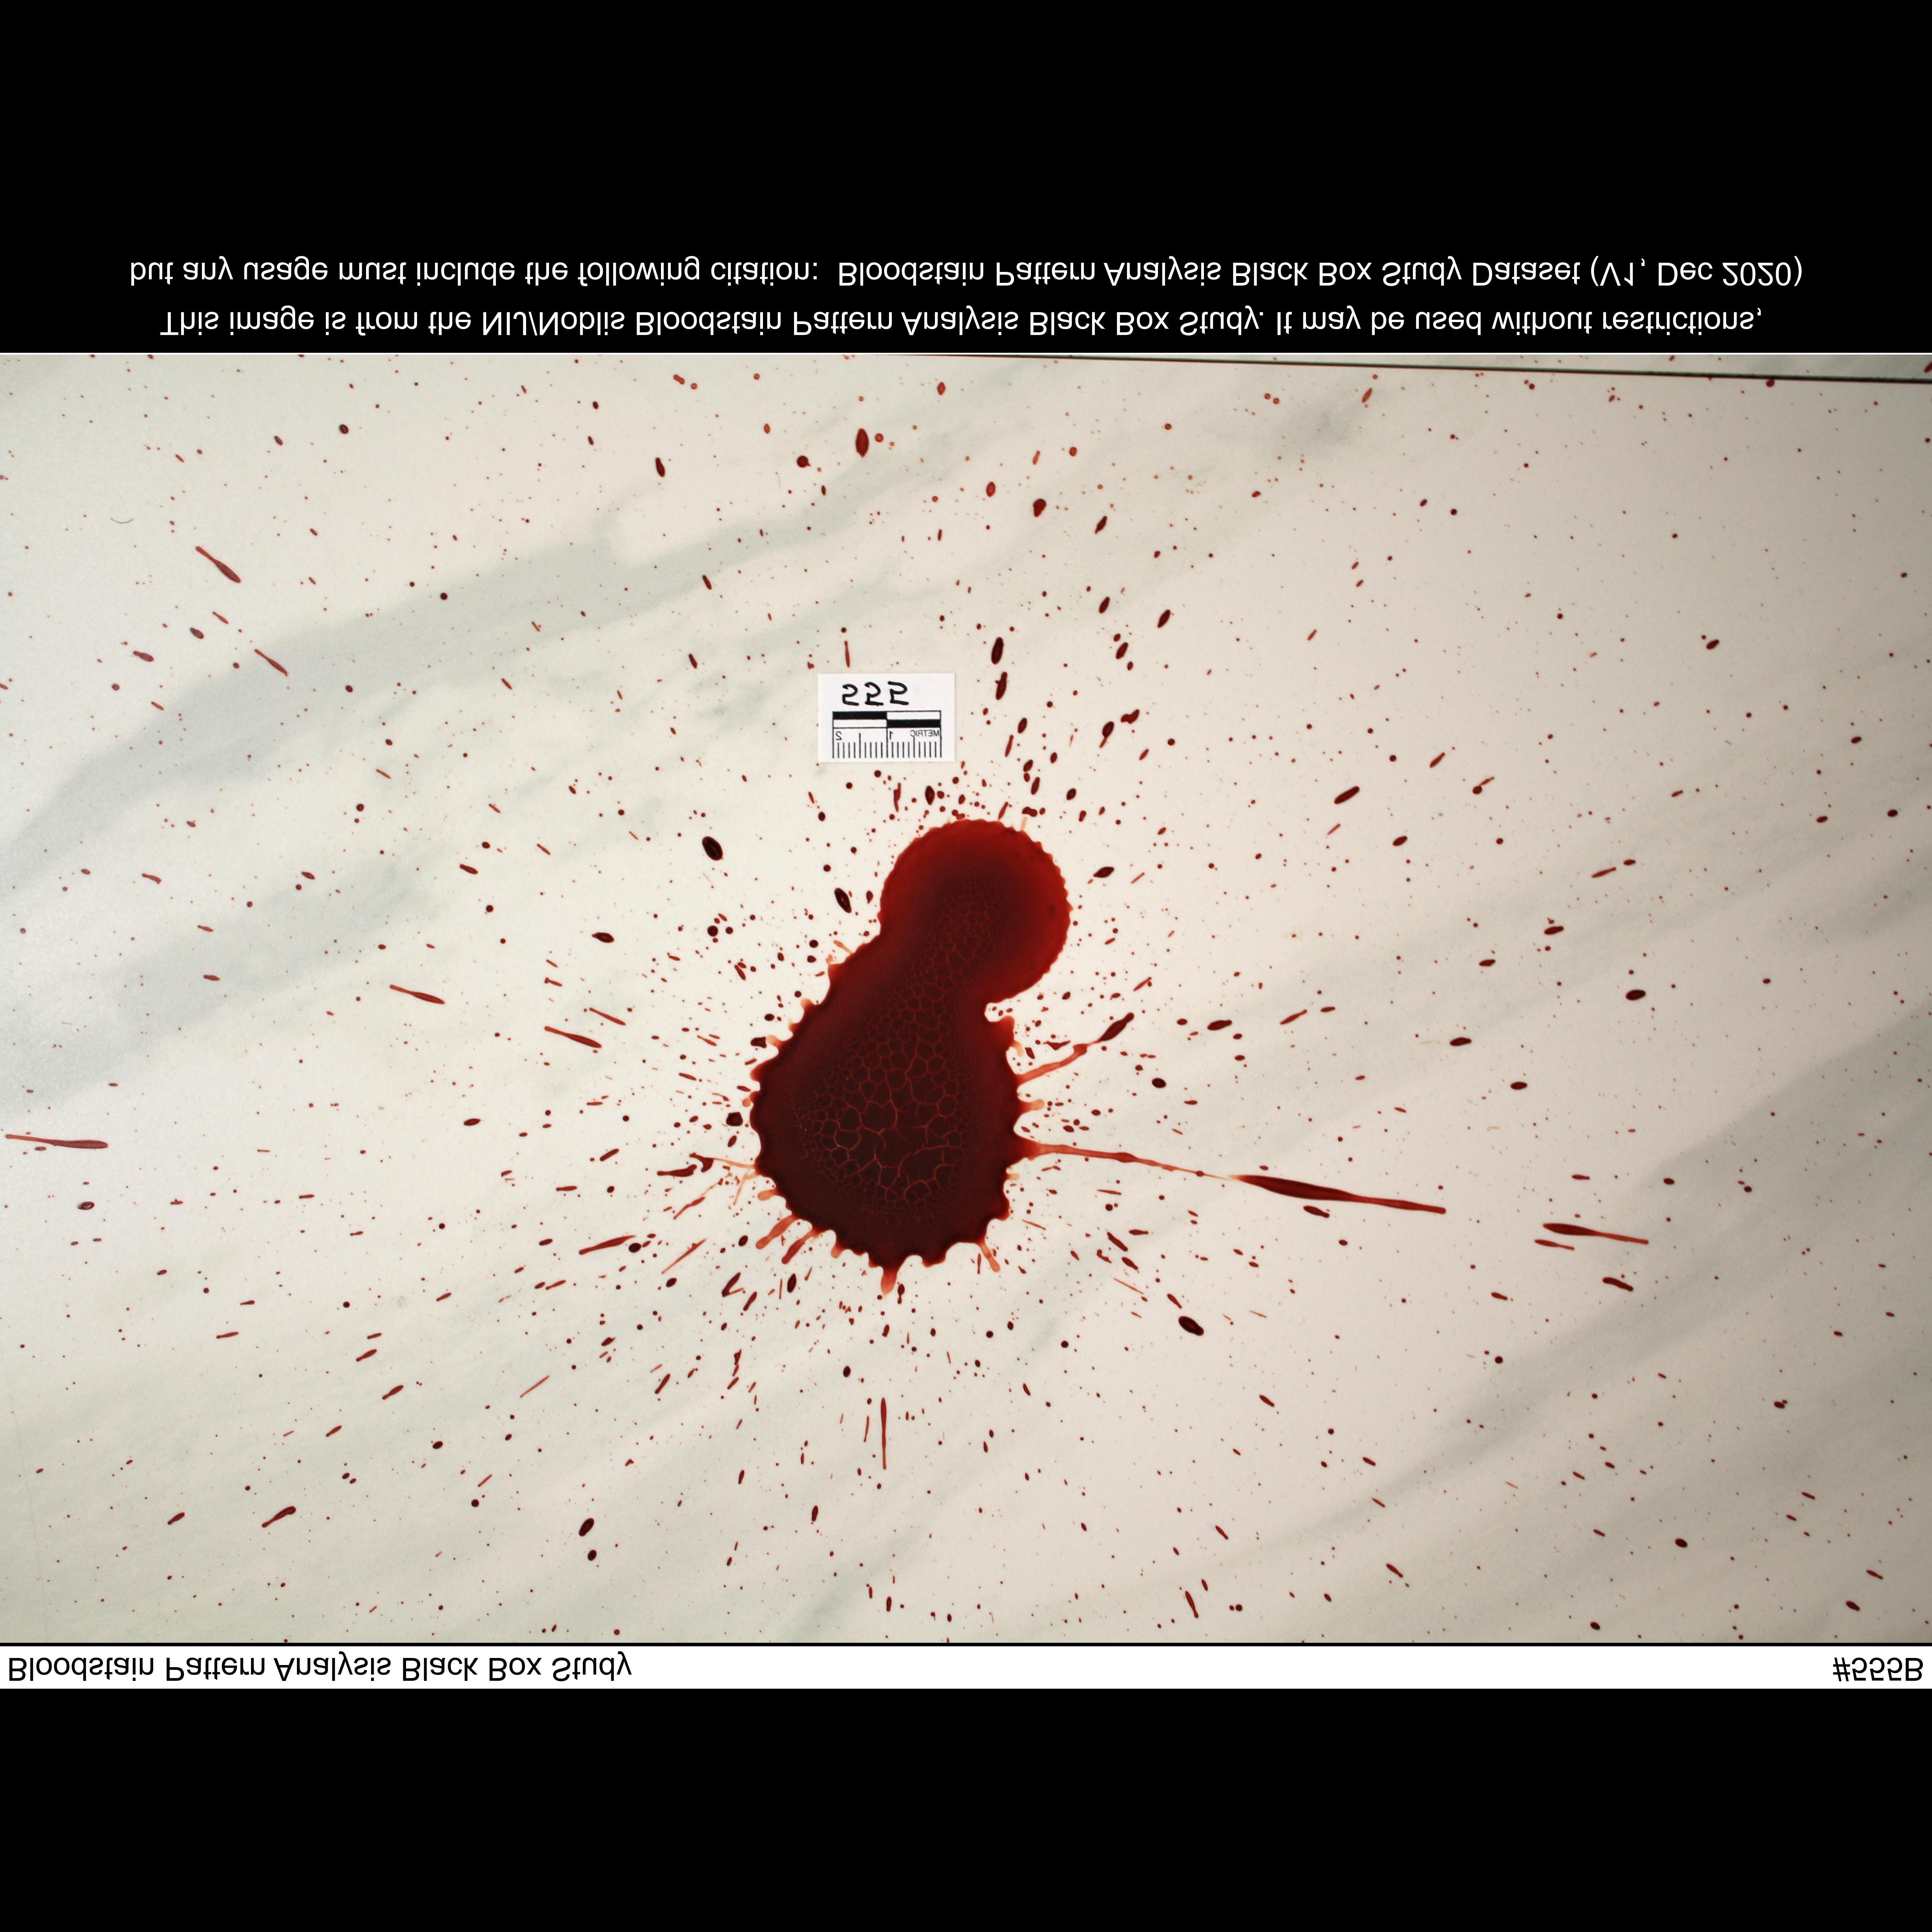 This image is from the NIJ/Noblis Bloodstain Pattern Analysis Black Box Study. It may be used without restrictions,
but any usage must include the following citation:  Bloodstain Pattern Analysis Black Box Study Dataset (V1, Dec 2020)
555
METRIC 1 2
Bloodstain Pattern Analysis Black Box Study
#555B